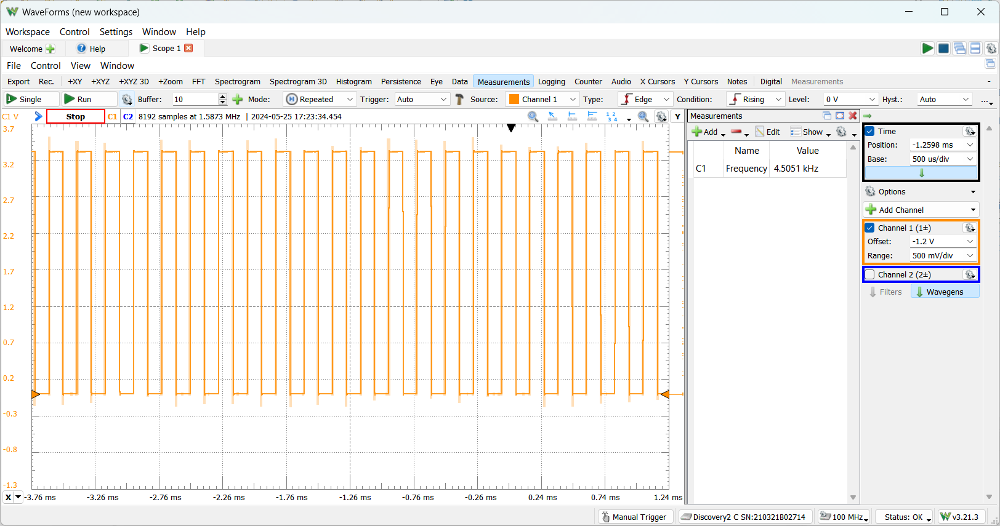 WaveForms (new workspace)
Workspace Control Settings Window Help
Welcome Help Scope 1
File Control View Window
Export Rec. +XY +XYZ +XYZ 3D +Zoom FFT Spectrogram Spectrogram 3D Histogram Persistence Eye Data Measurements Logging Counter Audio X Cursors Y Cursors Notes Digital Measurements
Single Run Buffer: 10 Mode: Repeated Trigger: Auto Source: Channel 1 Type: Edge Condition: Rising Level: 0 V Hyst.: Auto ...
C1 V Stop C1 C2 8192 samples at 1.5873 MHz | 2024-05-25 17:23:34.454 Y
3.7
3.2
2.7
2.2
1.7
1.2
0.7
0.2
-0.3
-0.8
-1.3
X -3.76 ms -3.26 ms -2.76 ms -2.26 ms -1.76 ms -1.26 ms -0.76 ms -0.26 ms 0.24 ms 0.74 ms 1.24 ms
Measurements
Add Edit Show
Name Value
C1 Frequency 4.5051 kHz
Time
Position: -1.2598 ms
Base: 500 us/div
Options
Add Channel
Channel 1 (1±)
Offset: -1.2 V
Range: 500 mV/div
Channel 2 (2±)
Filters Wavegens
Manual Trigger Discovery2 C SN:210321B02714 100 MHz Status: OK v3.21.3